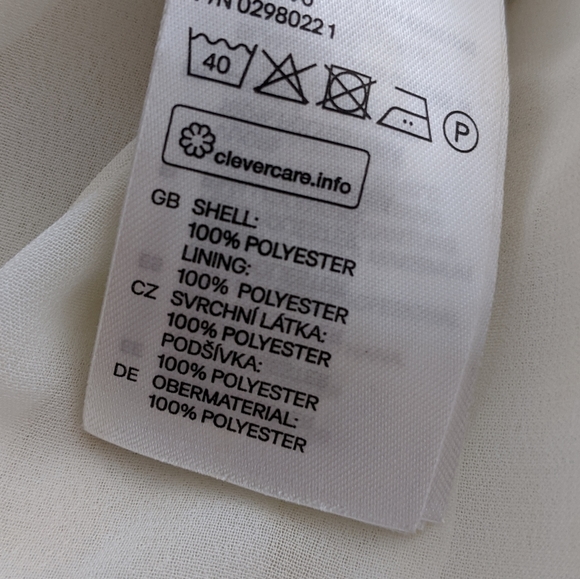 02980221
40
P
clevercare.info
GB SHELL:
100% POLYESTER
LINING:
100% POLYESTER
CZ SVRCHNÍ LÁTKA:
100% POLYESTER
PODŠÍVKA:
100% POLYESTER
DE OBERMATERIAL:
100% POLYESTER